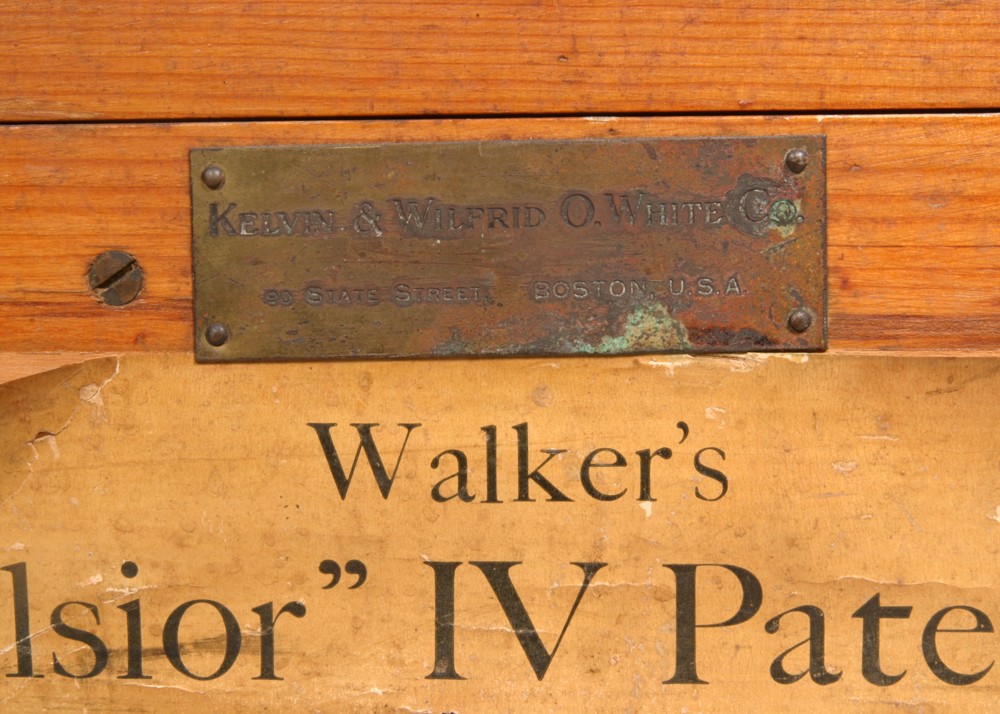 KELVIN & WILFRID O. WHITE CO.
90 STATE STREET, BOSTON, U.S.A.
Walker's
lsior" IV Pate